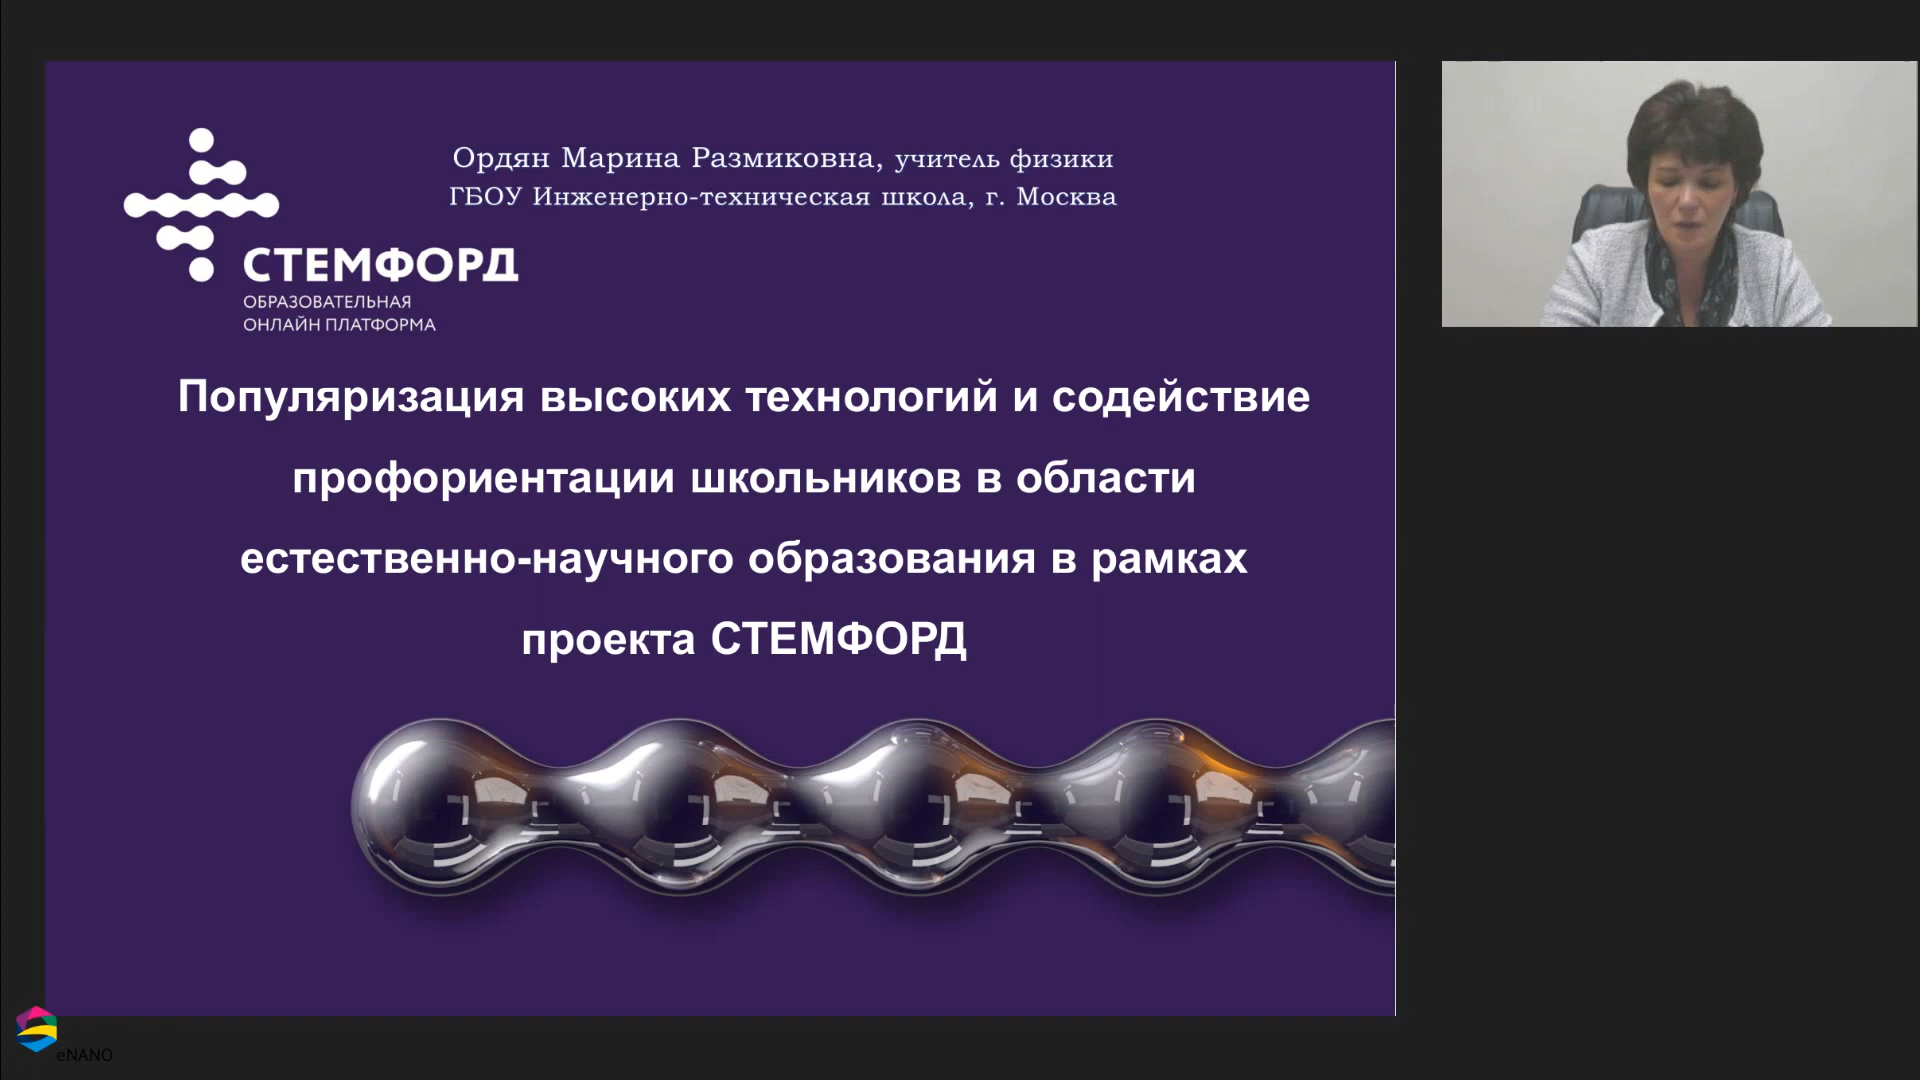 Ордян Марина Размиковна, учитель физики
ГБОУ Инженерно-техническая школа, г. Москва
СТЕМФОРД
ОБРАЗОВАТЕЛЬНАЯ
ОНЛАЙН ПЛАТФОРМА
Популяризация высоких технологий и содействие
профориентации школьников в области
естественно-научного образования в рамках
проекта СТЕМФОРД
eNANO